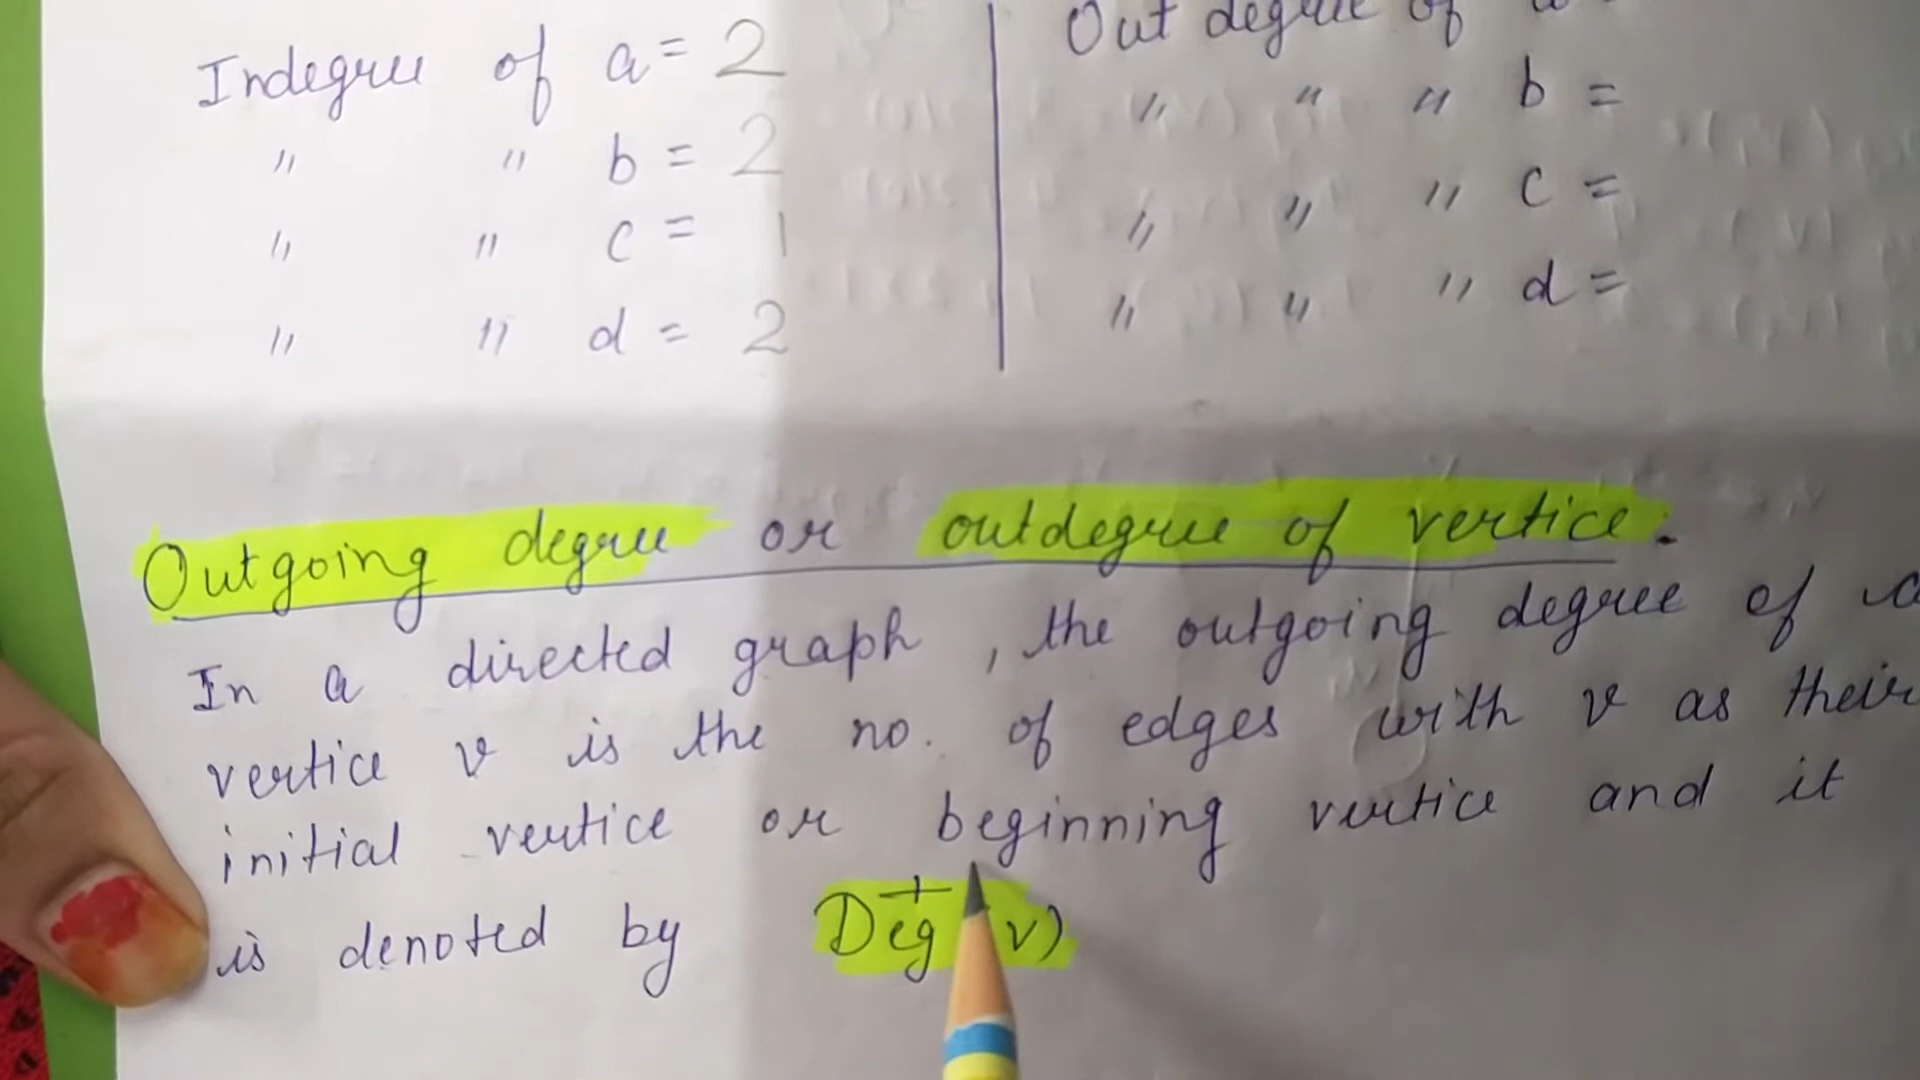 Indegree of a = 2
" " b = 2
" " c = 1
" " d = 2
Out degree of
" " " b =
" " " c =
" " " d =
Outgoing degree or outdegree of vertice.
In a directed graph, the outgoing degree of a
vertice v is the no. of edges with v as their
initial vertice or beginning vertice and it
is denoted by Deg⁺ v)